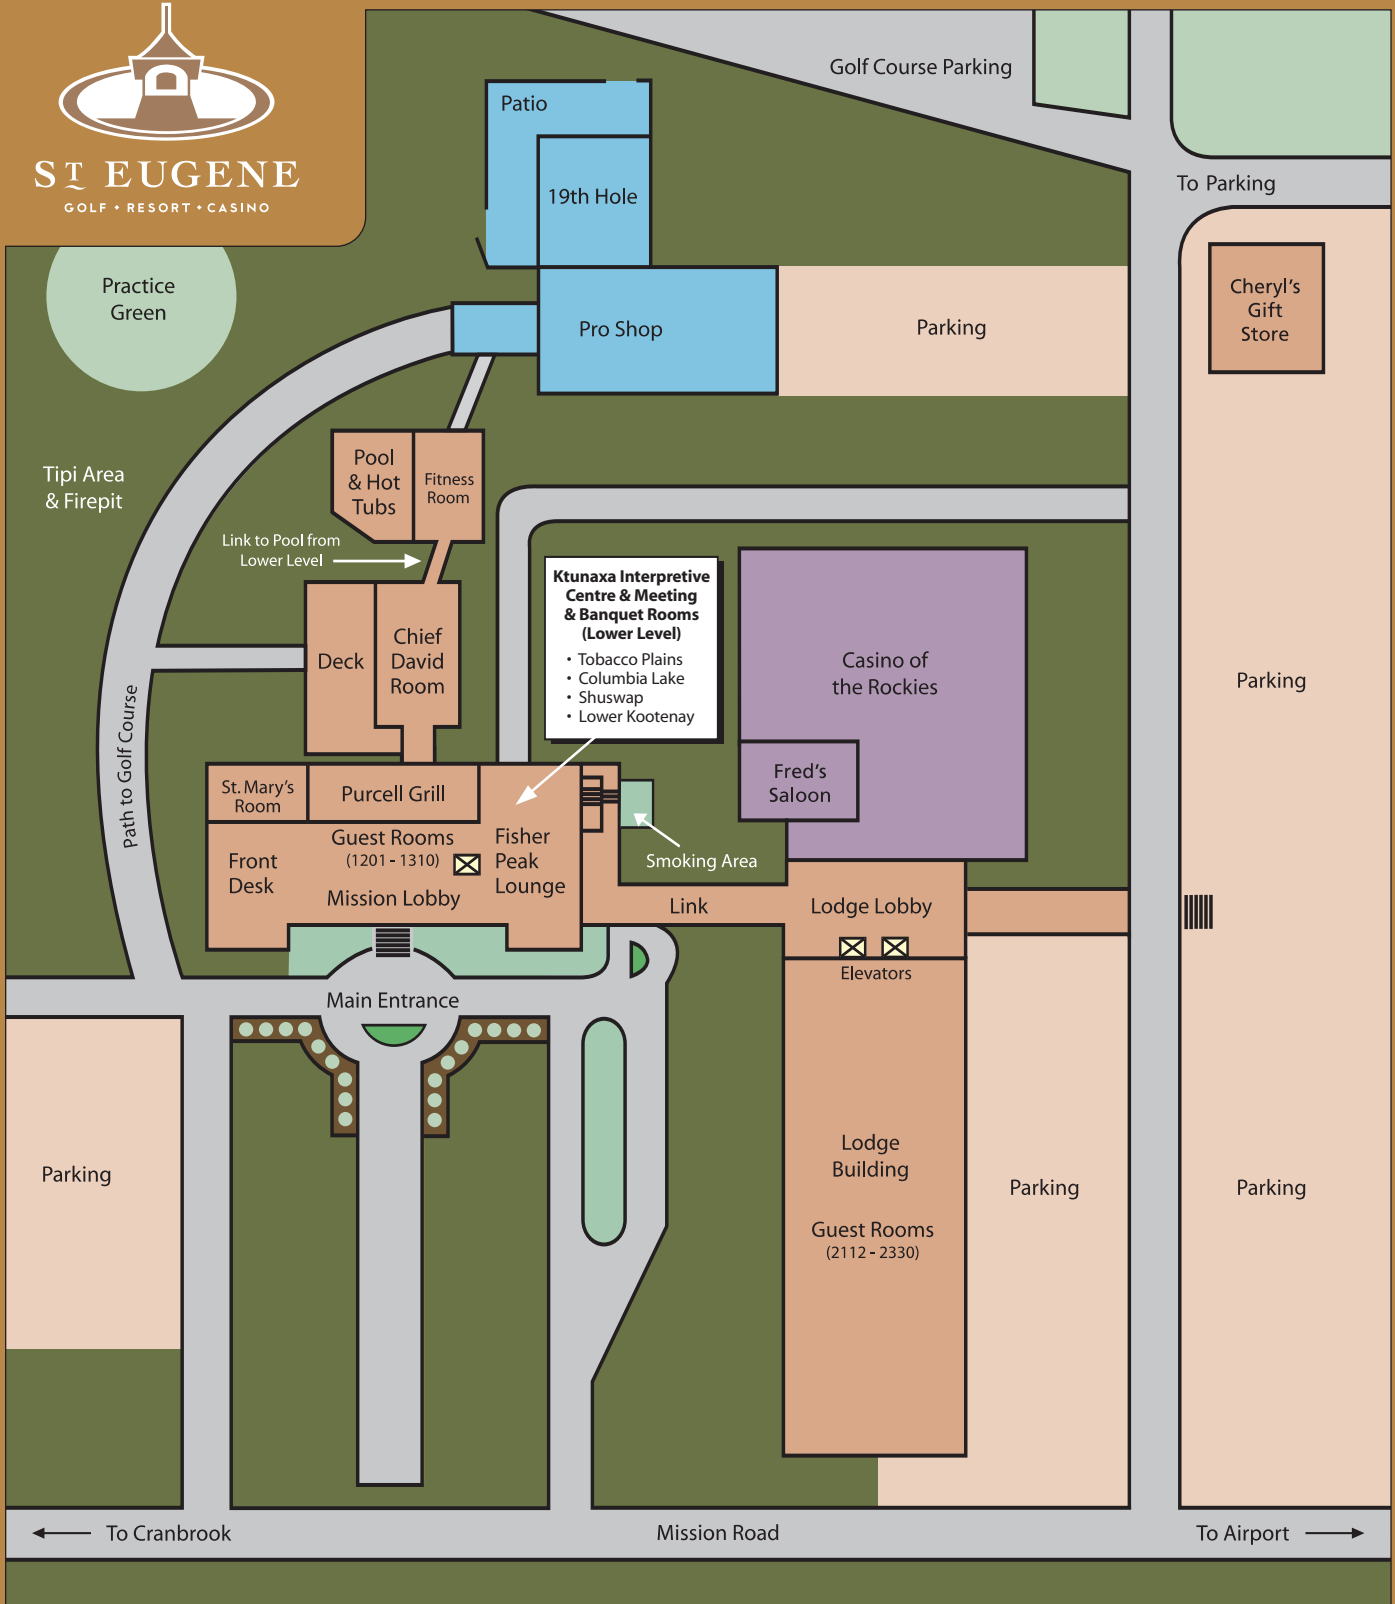 ST EUGENE
GOLF • RESORT • CASINO
Golf Course Parking
Patio
19th Hole
To Parking
Practice
Green
Cheryl's
Gift
Store
Pro Shop
Parking
Tipi Area
& Firepit
Pool
& Hot
Tubs
Fitness
Room
Link to Pool from
Lower Level
Ktunaxa Interpretive
Centre & Meeting
& Banquet Rooms
(Lower Level)
• Tobacco Plains
• Columbia Lake
• Shuswap
• Lower Kootenay
Deck
Chief
David
Room
Casino of
the Rockies
Parking
Path to Golf Course
St. Mary's
Room
Purcell Grill
Fred's
Saloon
Guest Rooms
(1201 - 1310)
Fisher
Peak
Lounge
Front
Desk
Mission Lobby
Smoking Area
Link
Lodge Lobby
Elevators
Main Entrance
Parking
Lodge
Building
Guest Rooms
(2112 - 2330)
Parking
Parking
To Cranbrook
Mission Road
To Airport